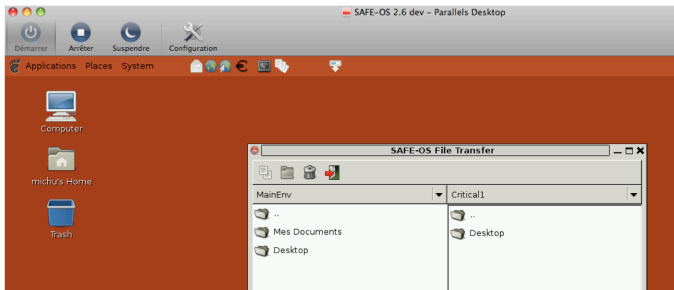 SAFE-OS 2.6 dev – Parallels Desktop
Démarrer Arrêter Suspendre Configuration
Applications Places System
Computer
michu's Home
Trash
SAFE-OS File Transfer
MainEnv Critical1
.. ..
Mes Documents Desktop
Desktop